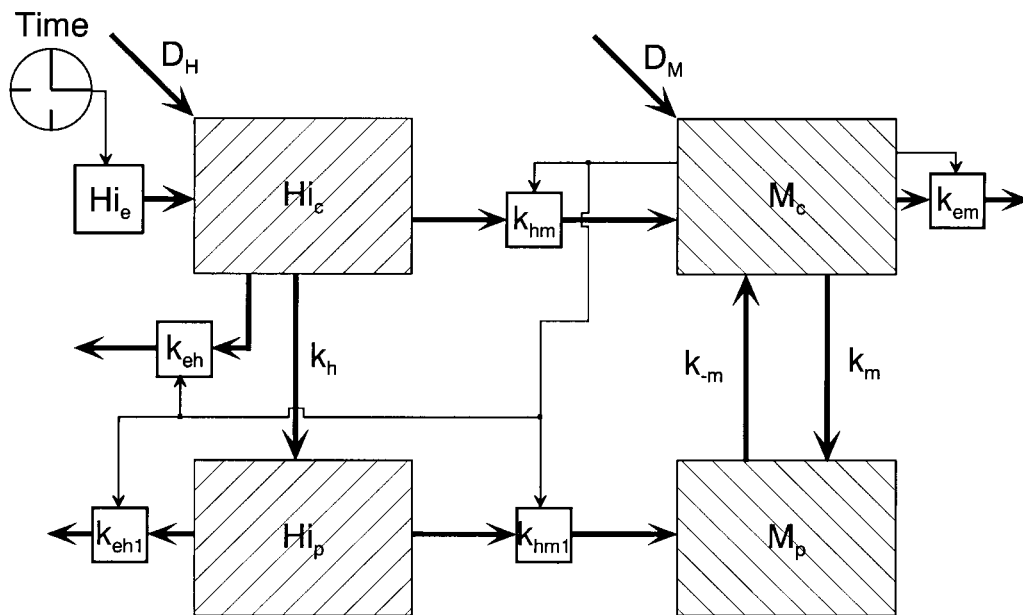 Time
D_H
D_M
Hi_e
Hi_c
k_hm
M_c
k_em
k_eh
k_h
k_-m
k_m
k_eh1
Hi_p
k_hm1
M_p